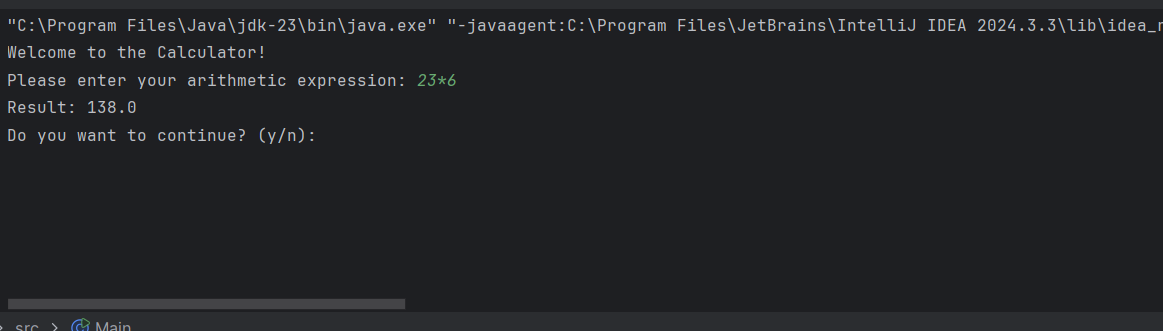 "C:\Program Files\Java\jdk-23\bin\java.exe" "-javaagent:C:\Program Files\JetBrains\IntelliJ IDEA 2024.3.3\lib\idea_r
Welcome to the Calculator!
Please enter your arithmetic expression: 23*6
Result: 138.0
Do you want to continue? (y/n):
src > Main